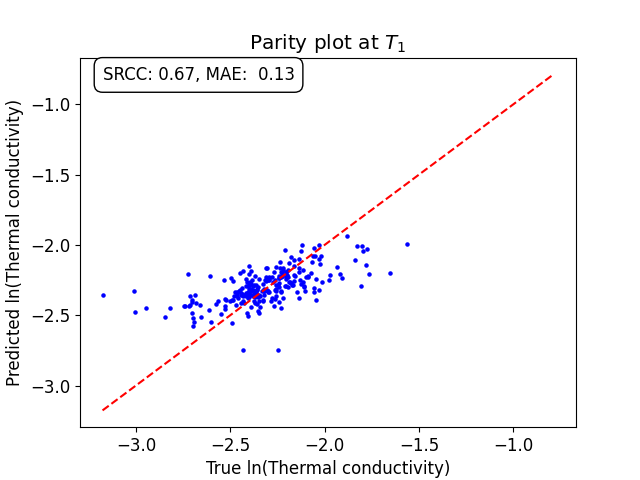 Parity plot at T₁
SRCC: 0.67, MAE:  0.13
Predicted ln(Thermal conductivity)
−1.0
−1.5
−2.0
−2.5
−3.0
−3.0 −2.5 −2.0 −1.5 −1.0
True ln(Thermal conductivity)